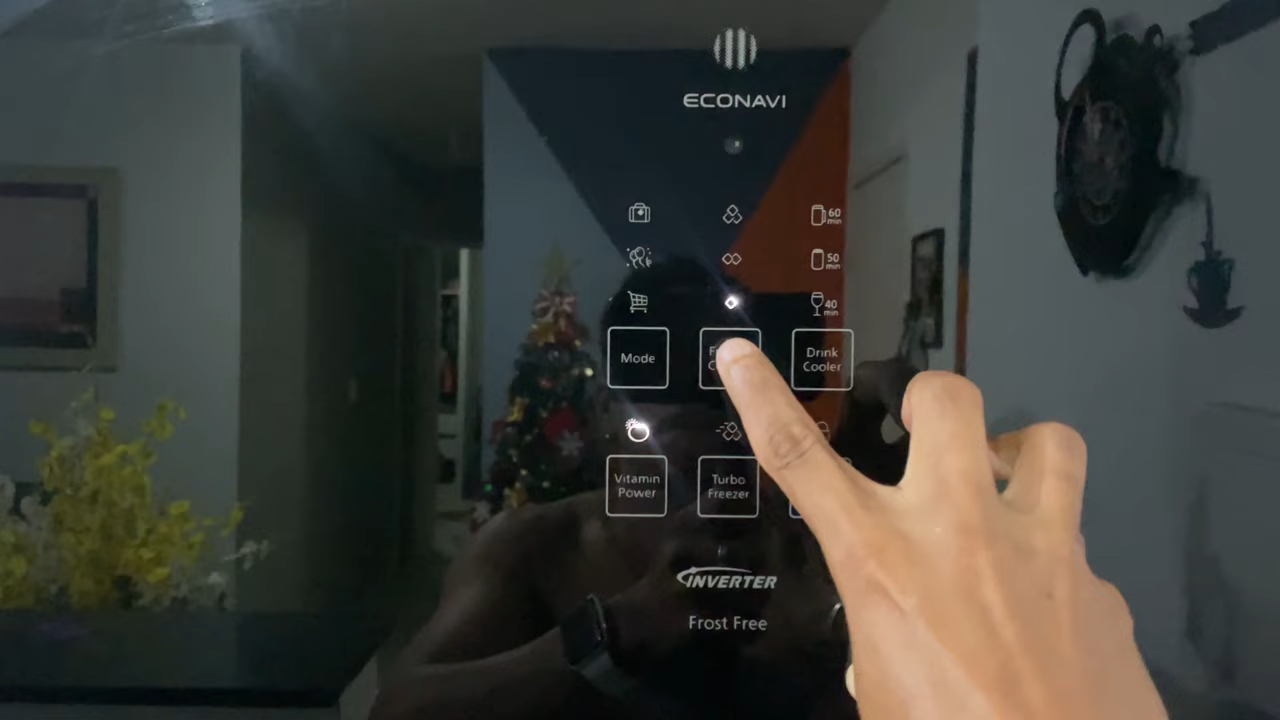 ECONAVI
60
min
50
min
40
min
Mode
Drink
Cooler
Vitamin
Power
Turbo
Freezer
INVERTER
Frost Free